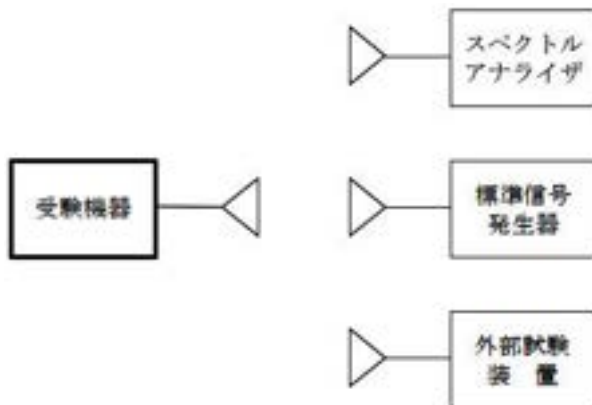 スペクトル
アナライザ
受験機器
標準信号
発生器
外部試験
装　置